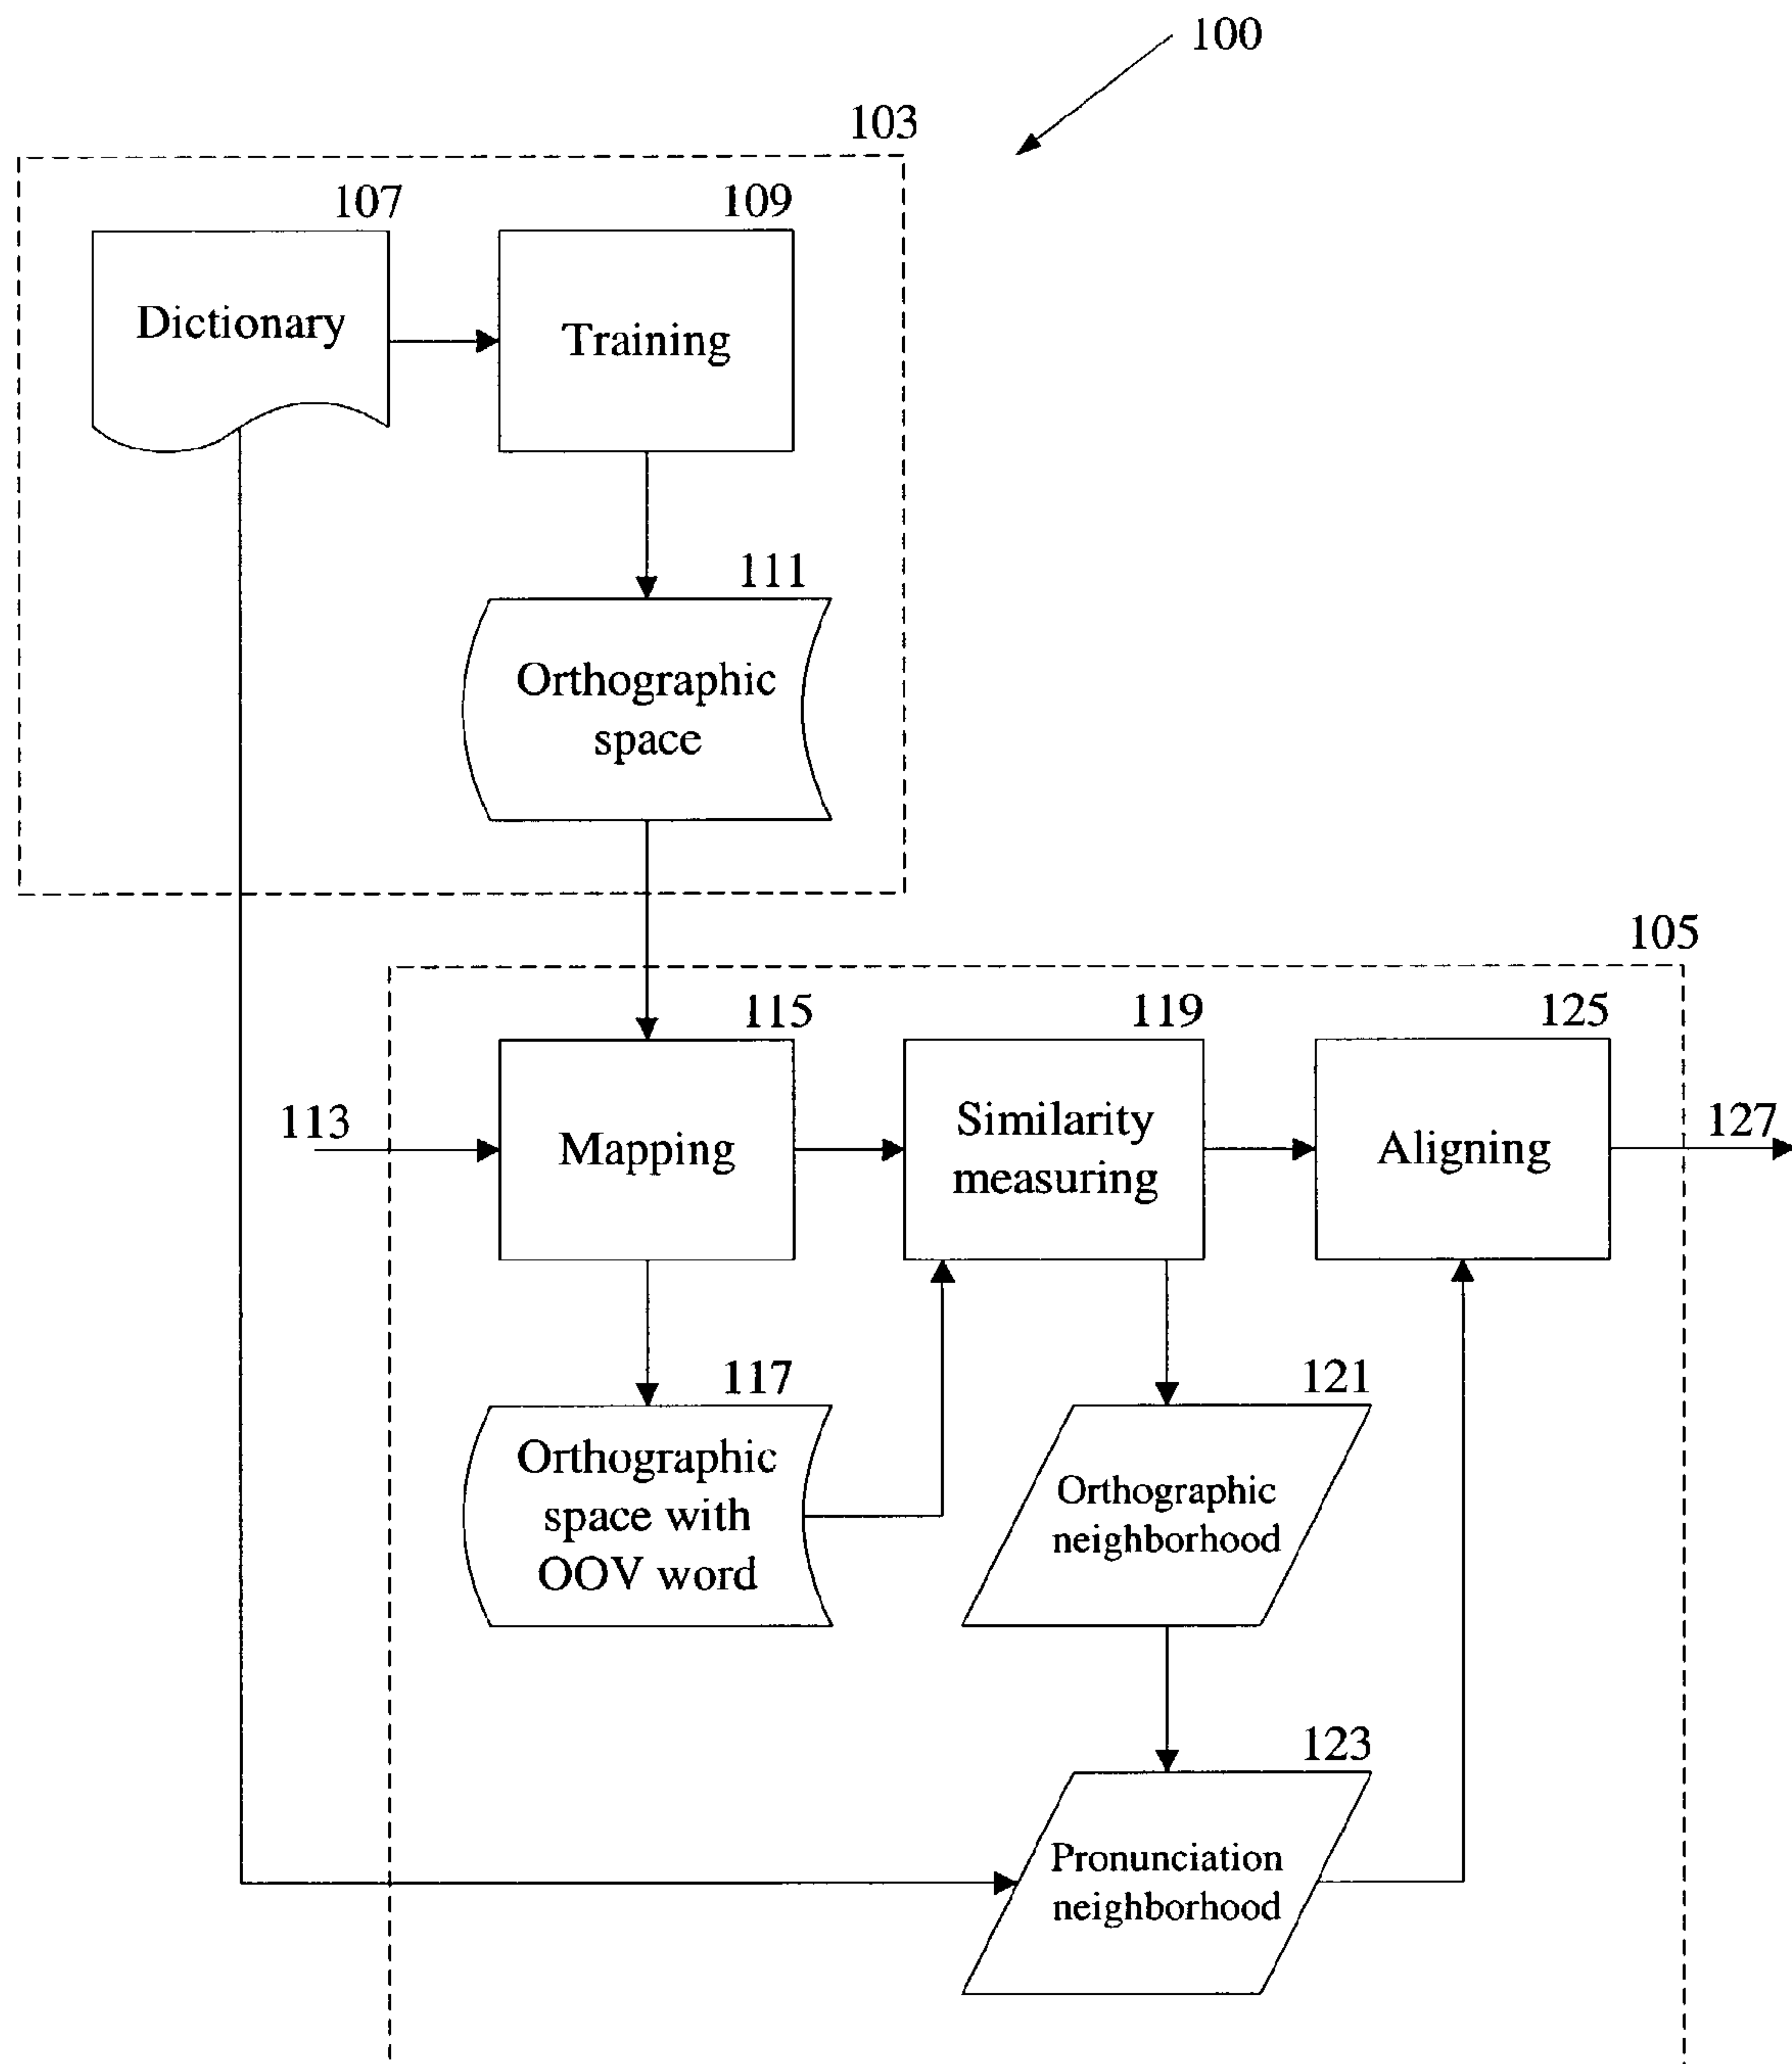 100
103
107
109
Dictionary
Training
111
Orthographic
space
105
115
119
125
113
Mapping
Similarity
measuring
Aligning
127
117
121
Orthographic
space with
OOV word
Orthographic
neighborhood
123
Pronunciation
neighborhood